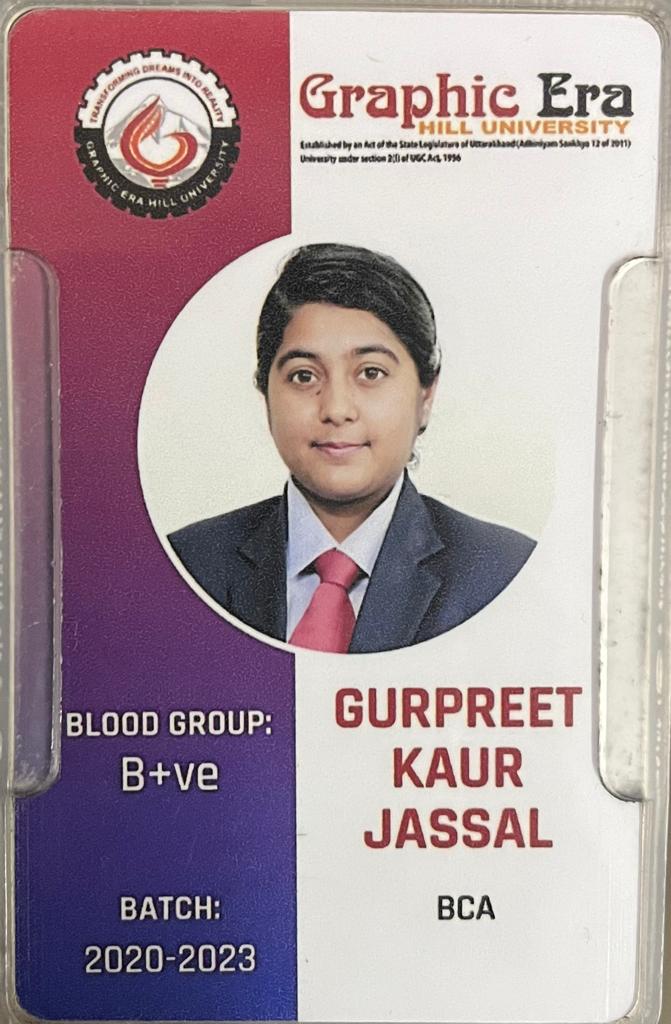 TRANSFORMING DREAMS INTO REALITY
GRAPHIC ERA HILL UNIVERSITY
Graphic Era
HILL UNIVERSITY
Established by an Act of the State Legislature of Uttarakhand (Adhiniyam Sankhya 12 of 2011)
University under section 2(f) of UGC Act, 1956
BLOOD GROUP:
B+ve
GURPREET
KAUR
JASSAL
BATCH:
2020-2023
BCA